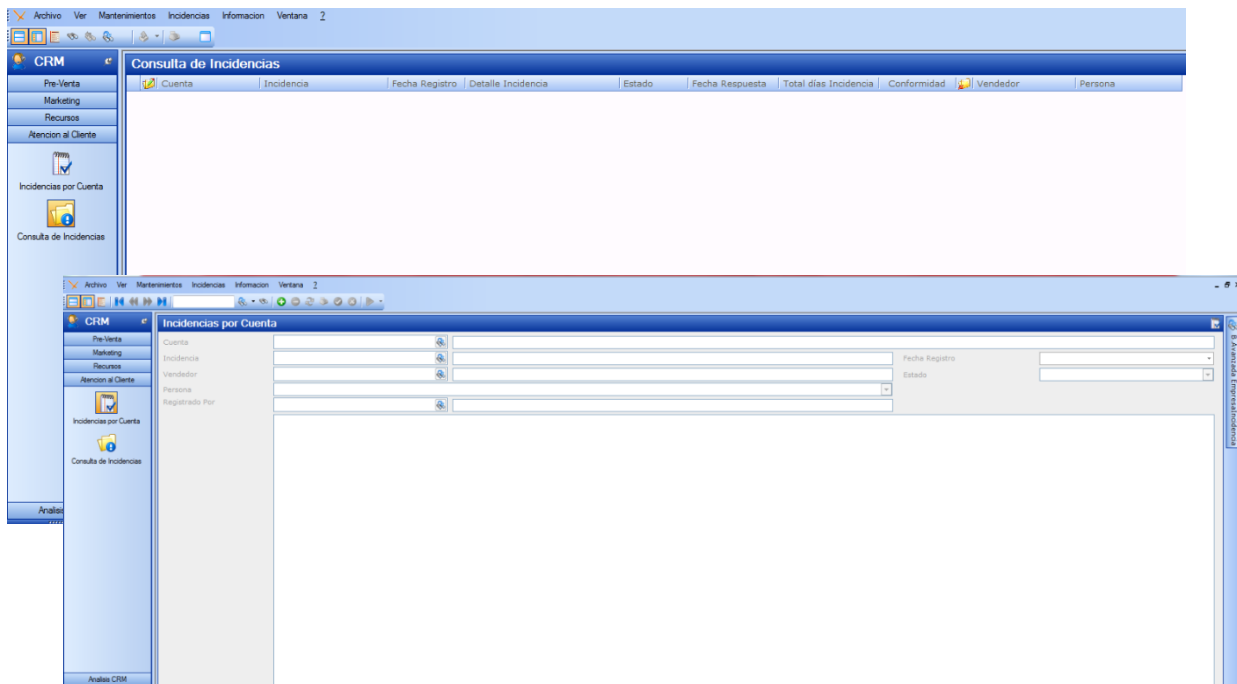 Archivo Ver Mantenimientos Incidencias Informacion Ventana ?
CRM
Pre-Venta
Marketing
Recursos
Atencion al Cliente
Incidencias por Cuenta
Consulta de Incidencias
Consulta de Incidencias
Cuenta Incidencia Fecha Registro Detalle Incidencia Estado Fecha Respuesta Total días Incidencia Conformidad Vendedor Persona
Archivo Ver Mantenimientos Incidencias Informacion Ventana ?
CRM
Pre-Venta
Marketing
Recursos
Atencion al Cliente
Incidencias por Cuenta
Consulta de Incidencias
Analisis CRM
Incidencias por Cuenta
Cuenta
Incidencia Fecha Registro
Vendedor Estado
Persona
Registrado Por
B.Avanzada EmpresaIncidencia